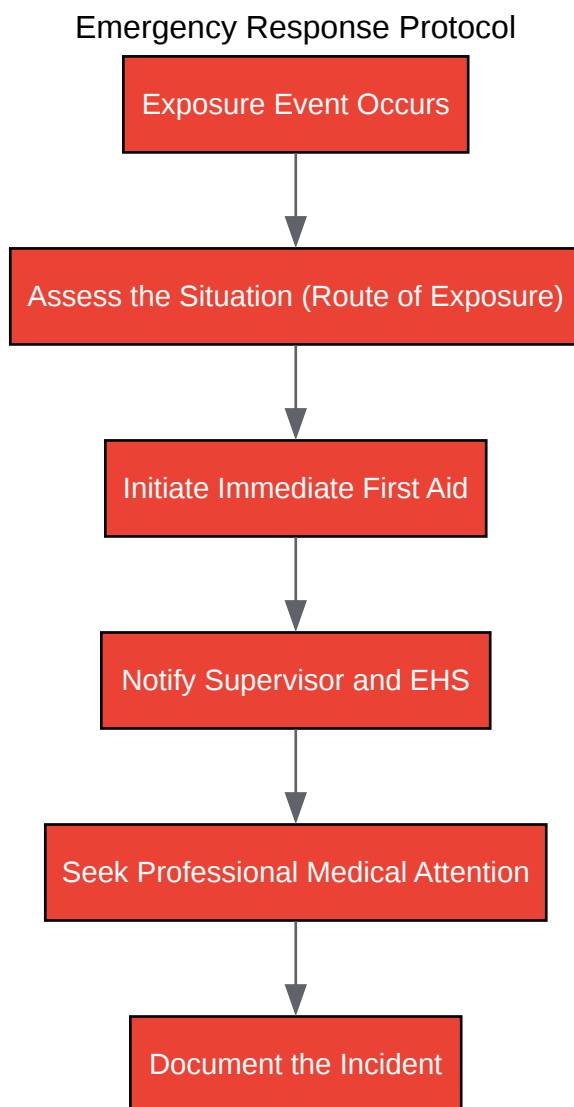 Emergency Response Protocol
Exposure Event Occurs
Assess the Situation (Route of Exposure)
Initiate Immediate First Aid
Notify Supervisor and EHS
Seek Professional Medical Attention
Document the Incident